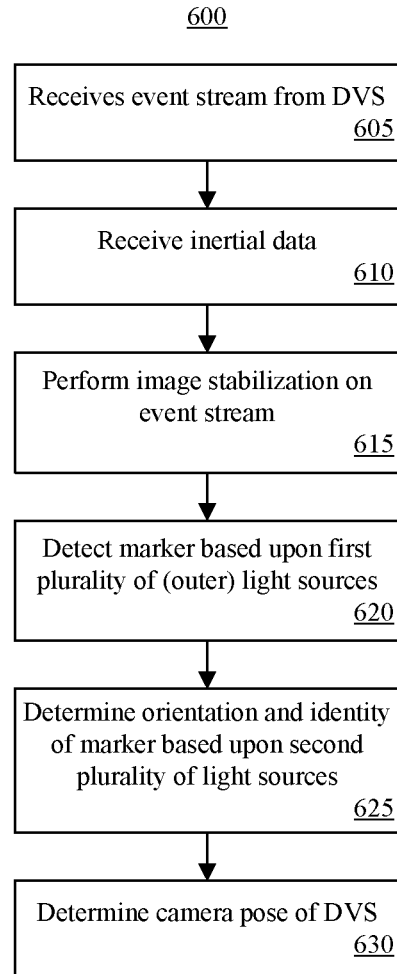 600
Receives event stream from DVS
605
Receive inertial data
610
Perform image stabilization on
event stream
615
Detect marker based upon first
plurality of (outer) light sources
620
Determine orientation and identity
of marker based upon second
plurality of light sources
625
Determine camera pose of DVS
630